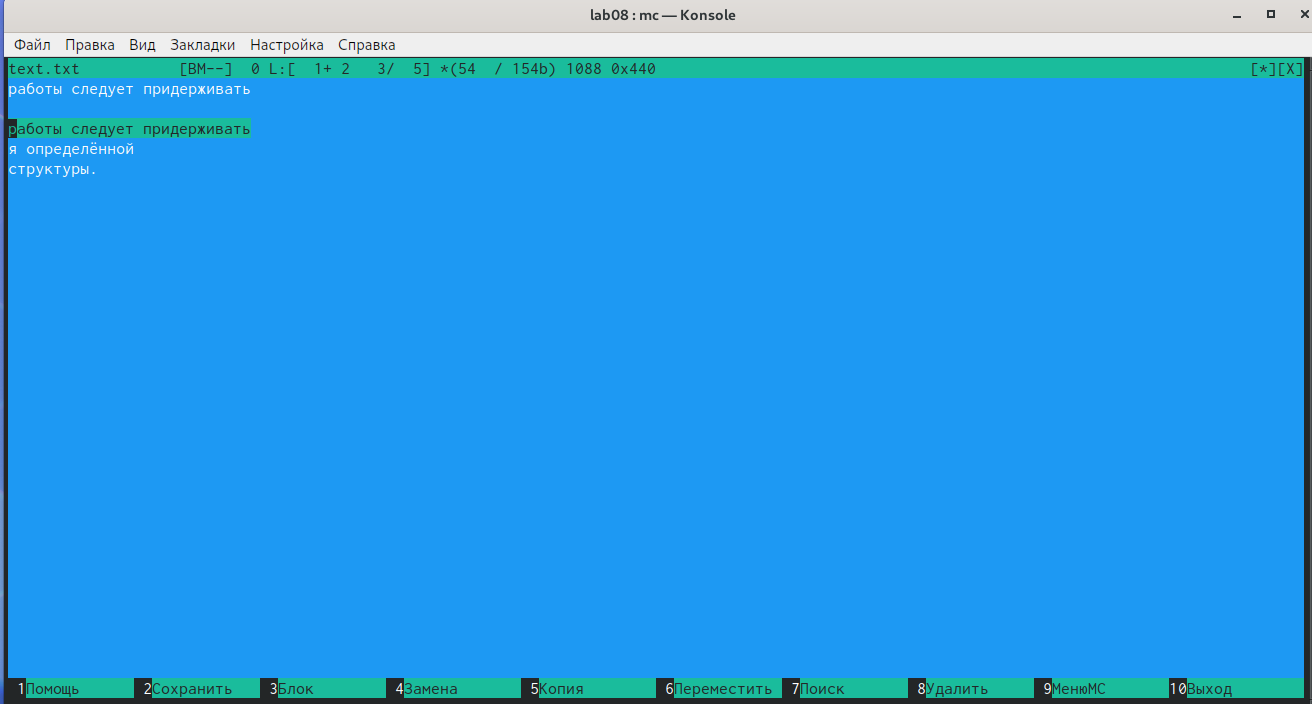 lab08 : mc — Konsole
Файл Правка Вид Закладки Настройка Справка
text.txt [BM--] 0 L:[ 1+ 2 3/ 5] *(54 / 154b) 1088 0x440 [*][X]
работы следует придерживать
работы следует придерживать
я определённой
структуры.
1Помощь 2Сохранить 3Блок 4Замена 5Копия 6Переместить 7Поиск 8Удалить 9МенюMC 10Выход